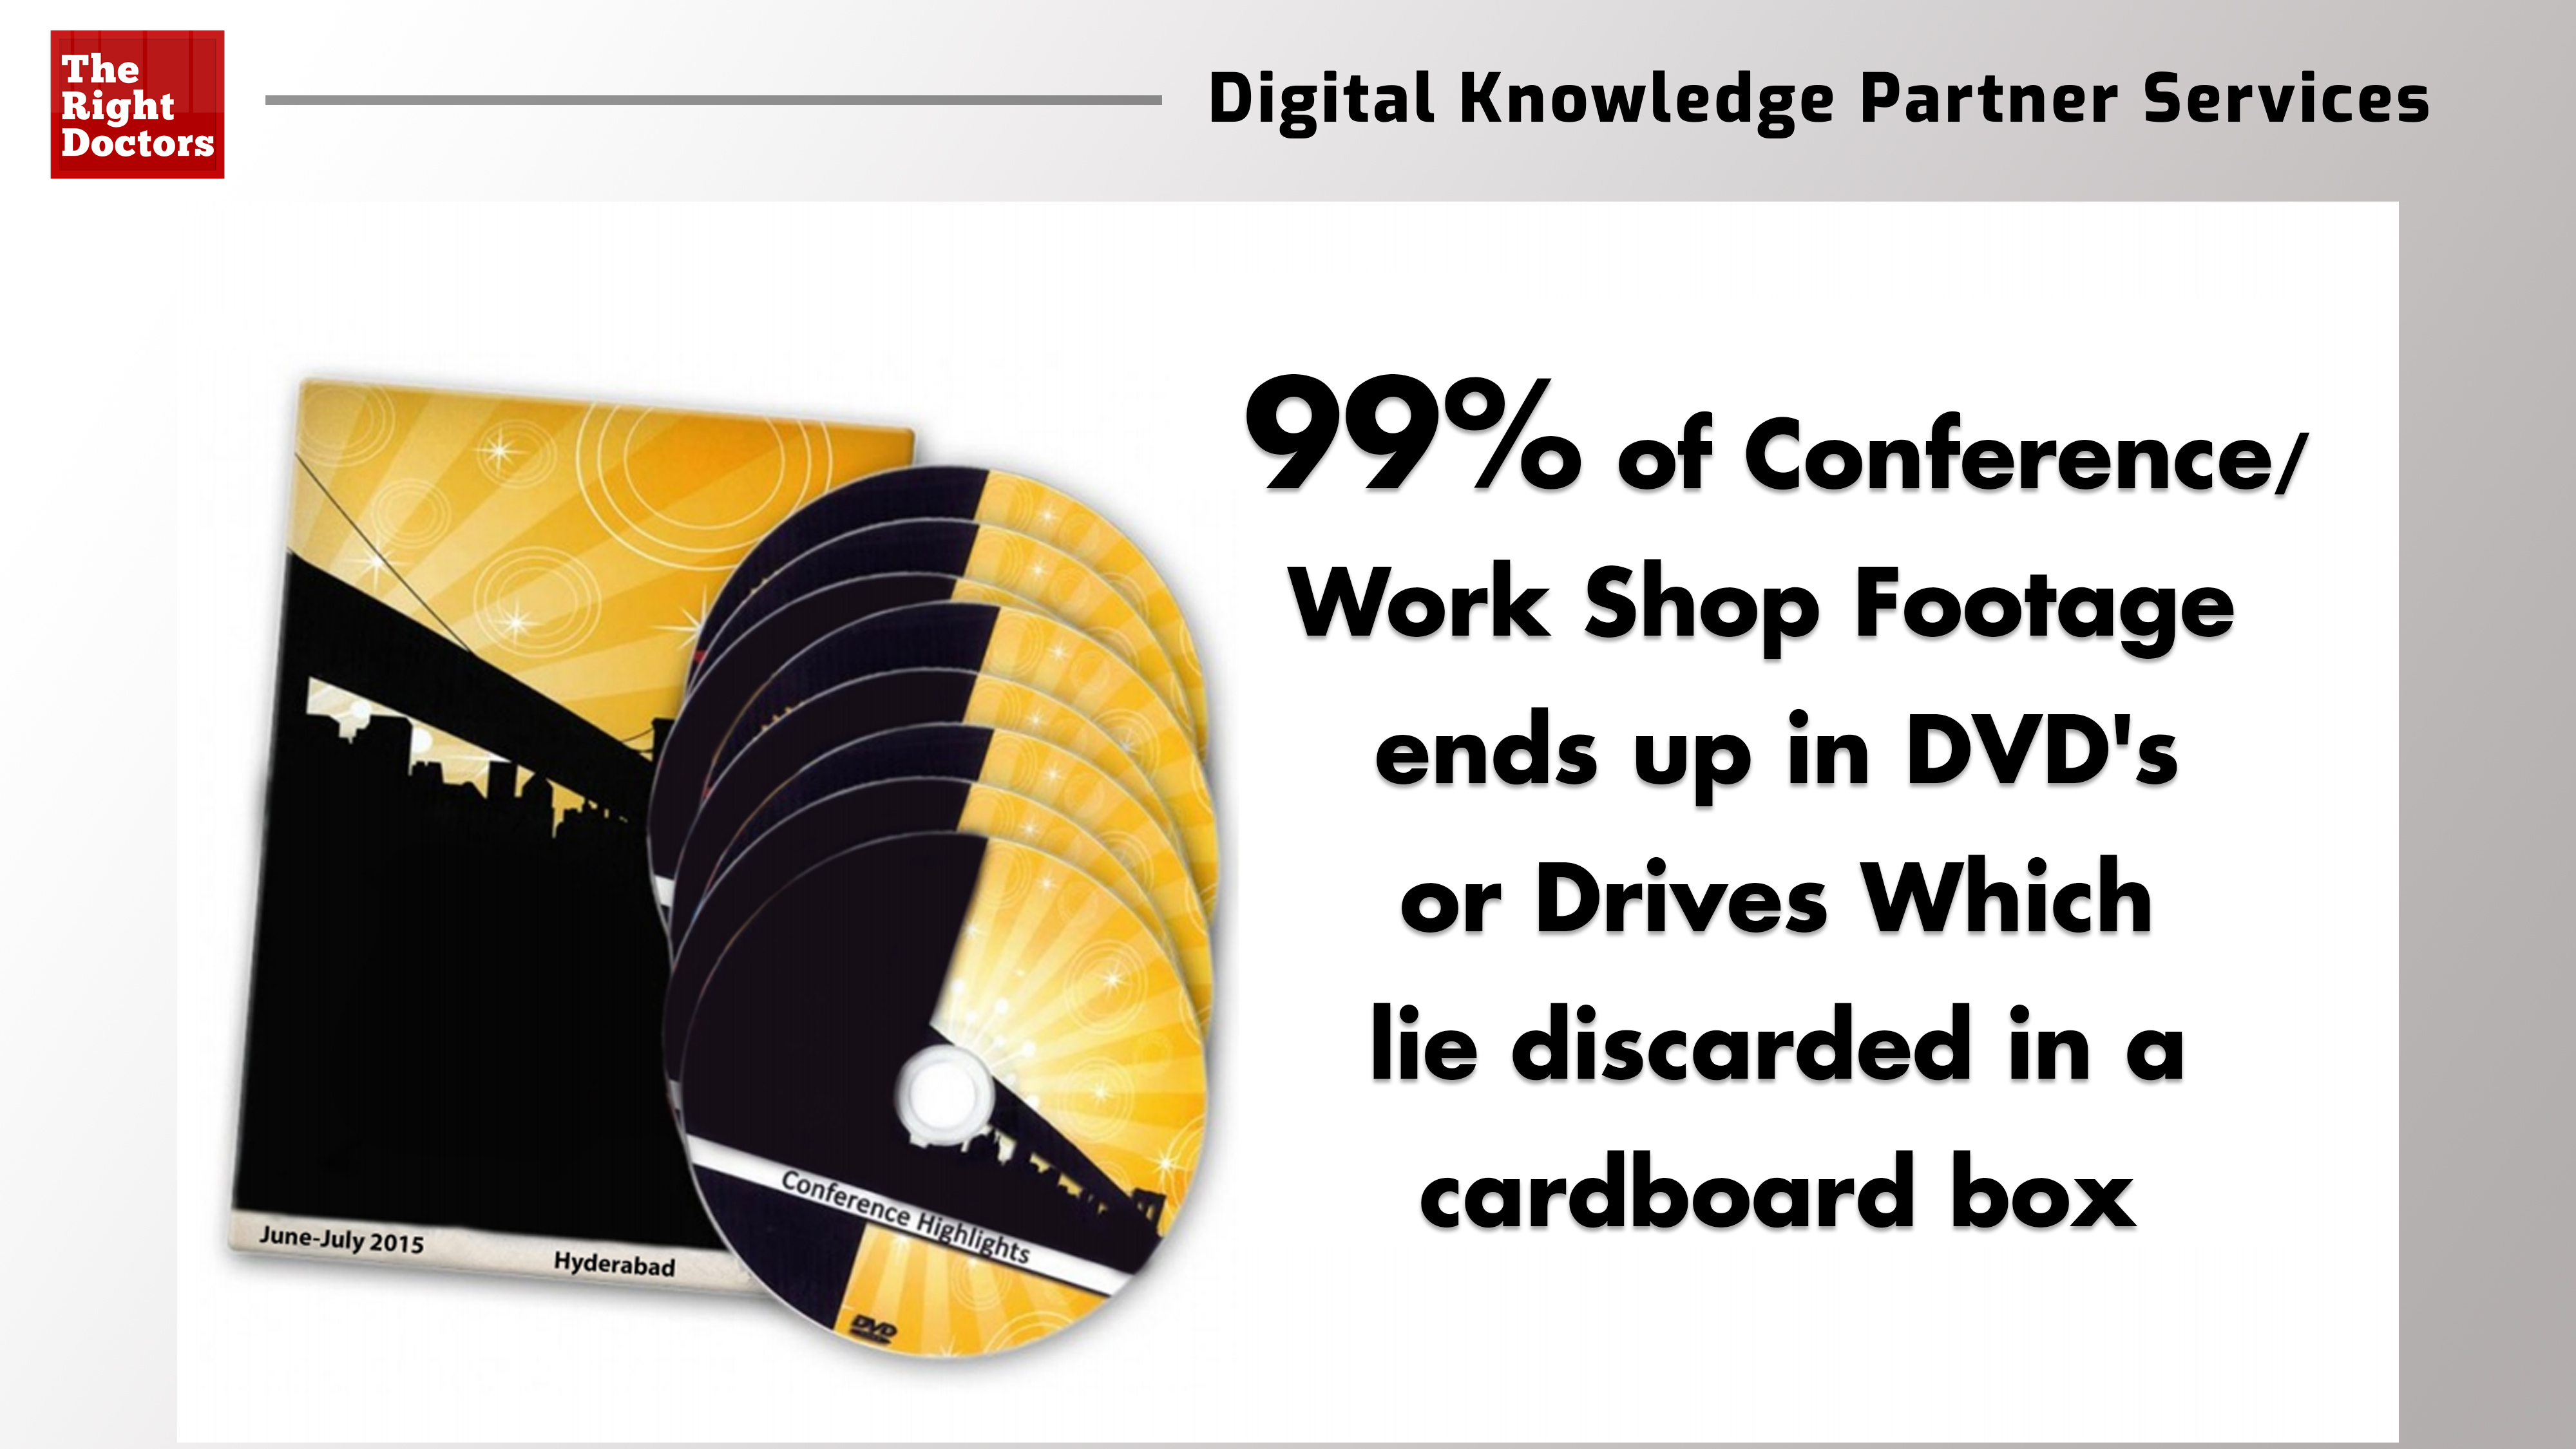 The
Right
Doctors
Digital Knowledge Partner Services
99% of Conference/
Work Shop Footage
ends up in DVD's
or Drives Which
lie discarded in a
cardboard box
Conference Highlights
June-July 2015
Hyderabad
DVD